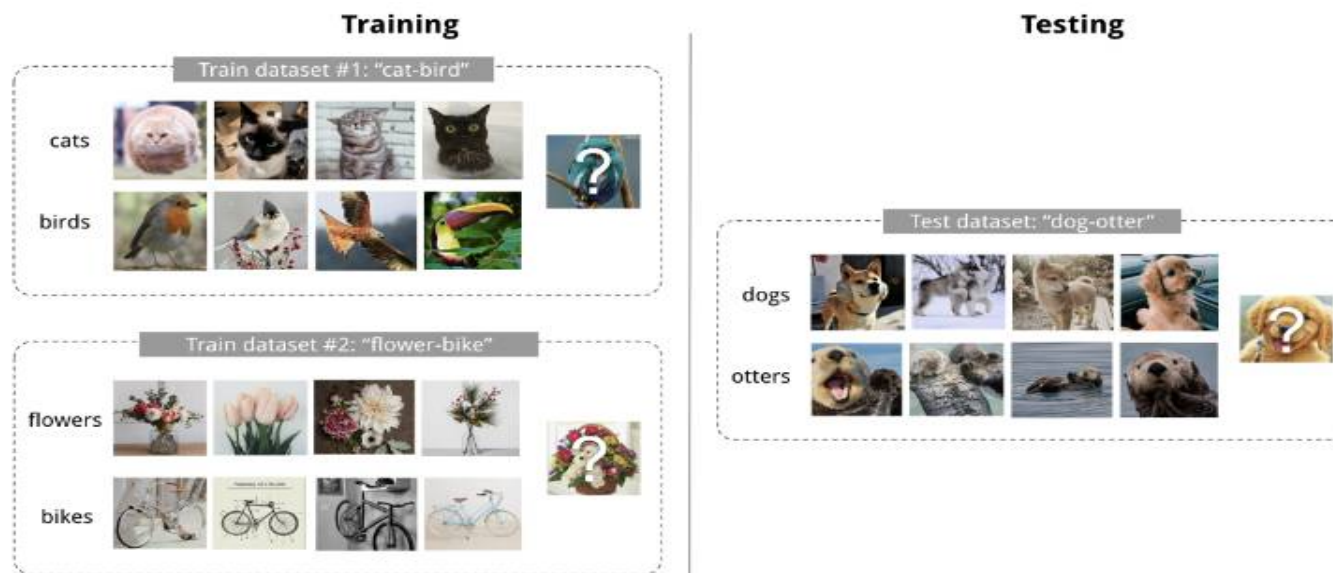 Training
Testing
Train dataset #1: “cat-bird”
cats
?
birds
Train dataset #2: “flower-bike”
flowers
?
bikes
Test dataset: “dog-otter”
dogs
?
otters